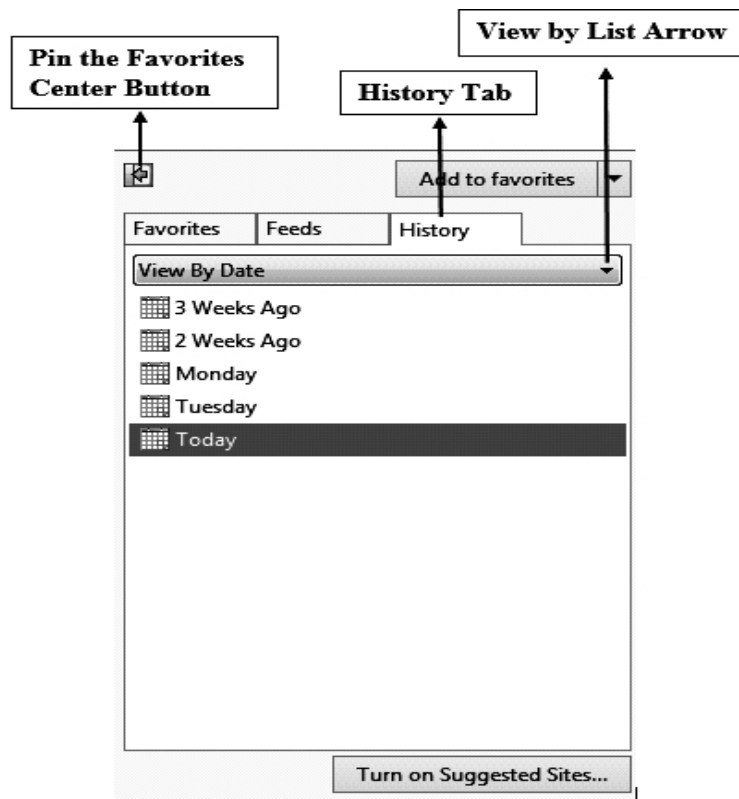 View by List Arrow
Pin the Favorites
Center Button
History Tab
Add to favorites
Favorites
Feeds
History
View By Date
3 Weeks Ago
2 Weeks Ago
Monday
Tuesday
Today
Turn on Suggested Sites...